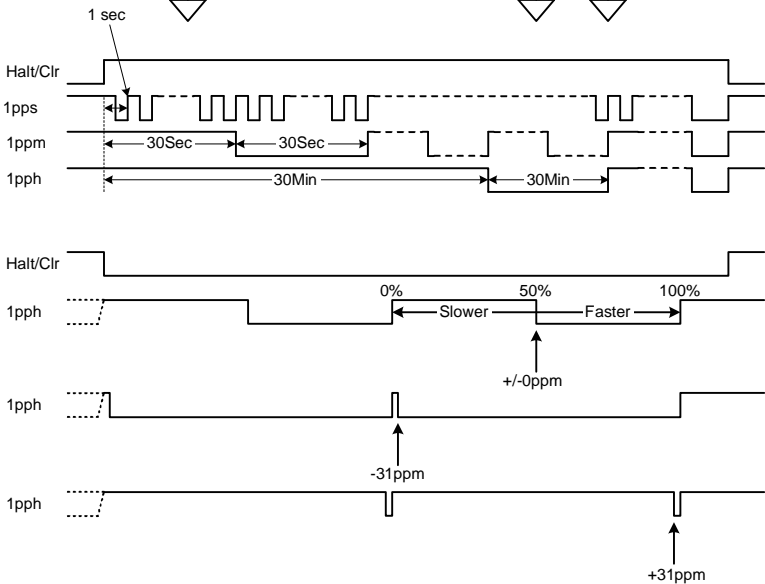 1 sec
Halt/Clr
1pps
1ppm
30Sec
30Sec
1pph
30Min
30Min
Halt/Clr
0%
50%
100%
1pph
Slower
Faster
+/-0ppm
1pph
-31ppm
1pph
+31ppm